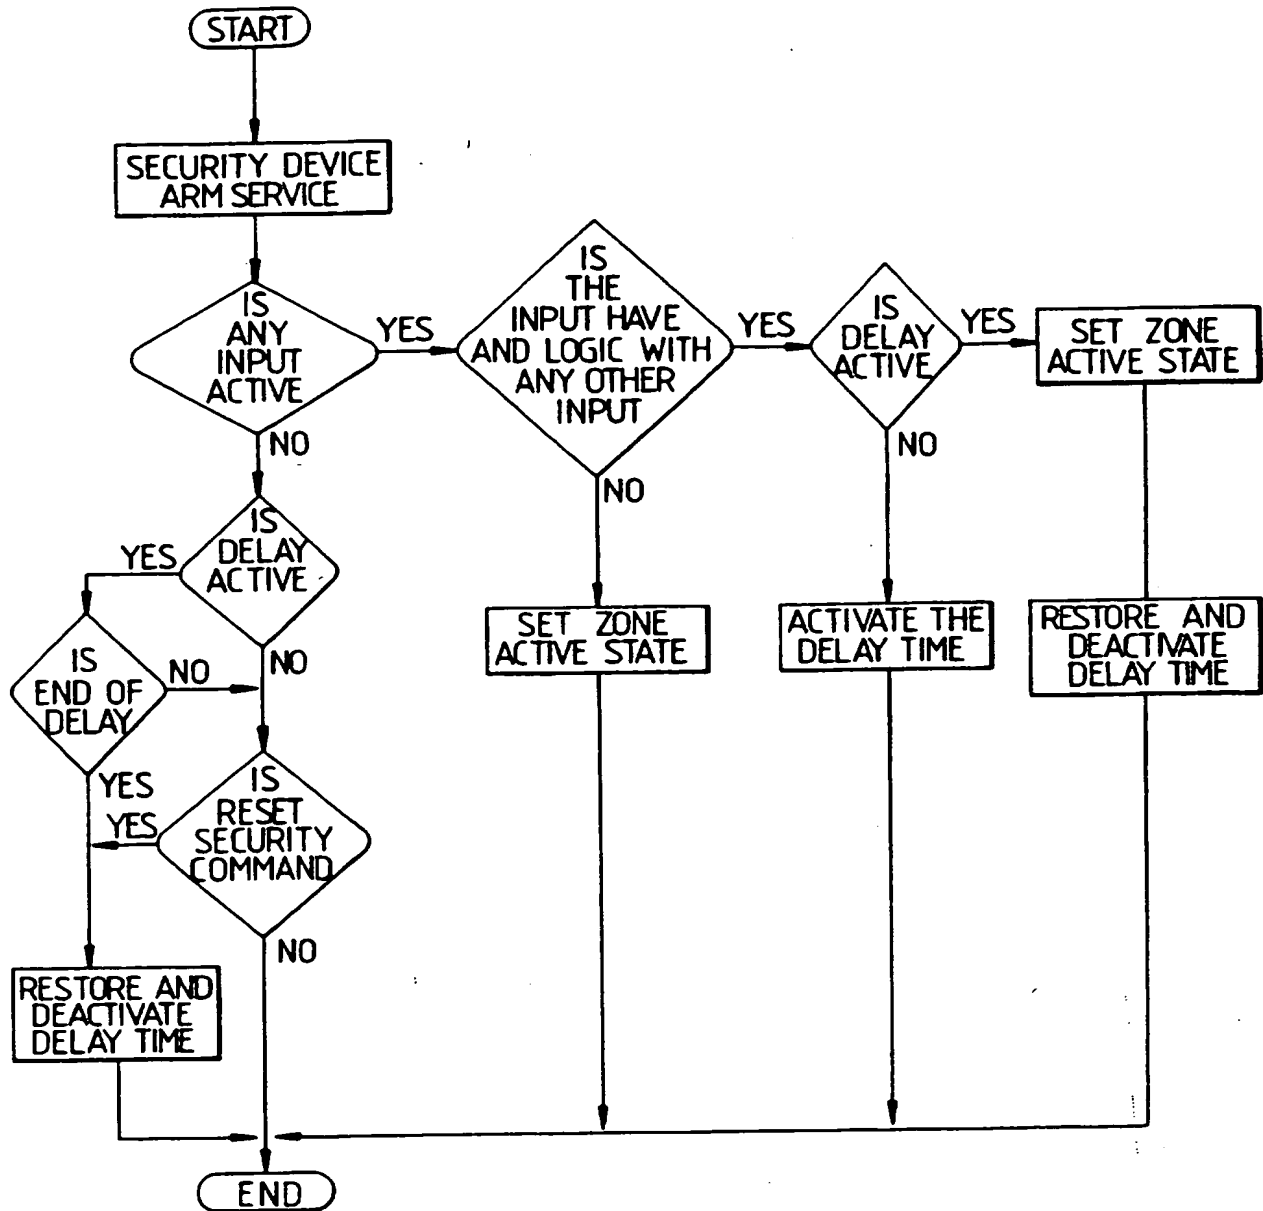 START
SECURITY DEVICE
ARM SERVICE
IS
ANY
INPUT
ACTIVE
YES
IS
THE
INPUT HAVE
AND LOGIC WITH
ANY OTHER
INPUT
YES
IS
DELAY
ACTIVE
YES
SET ZONE
ACTIVE STATE
NO
NO
NO
IS
DELAY
ACTIVE
YES
NO
SET ZONE
ACTIVE STATE
ACTIVATE THE
DELAY TIME
RESTORE AND
DEACTIVATE
DELAY TIME
IS
END OF
DELAY
NO
YES
IS
RESET
SECURITY
COMMAND
YES
NO
RESTORE AND
DEACTIVATE
DELAY TIME
END